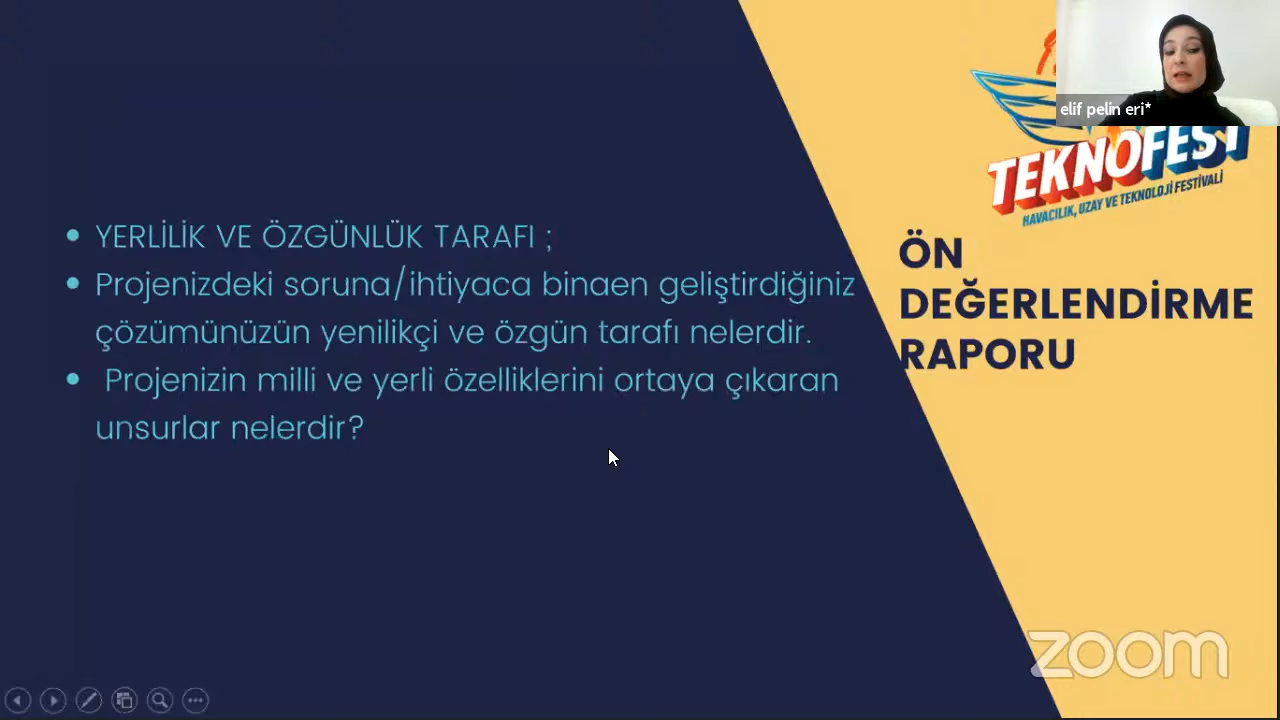 elif pelin eri*
TEKNOFEST
HAVACILIK, UZAY VE TEKNOLOJİ FESTİVALİ
ÖN
DEĞERLENDİRME
RAPORU
• YERLİLİK VE ÖZGÜNLÜK TARAFI ;
• Projenizdeki soruna/ihtiyaca binaen geliştirdiğiniz
çözümünüzün yenilikçi ve özgün tarafı nelerdir.
• Projenizin milli ve yerli özelliklerini ortaya çıkaran
unsurlar nelerdir?
zoom